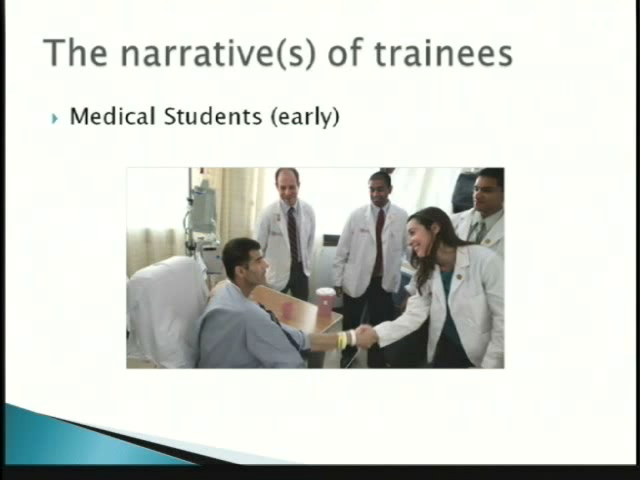 The narrative(s) of trainees
Medical Students (early)